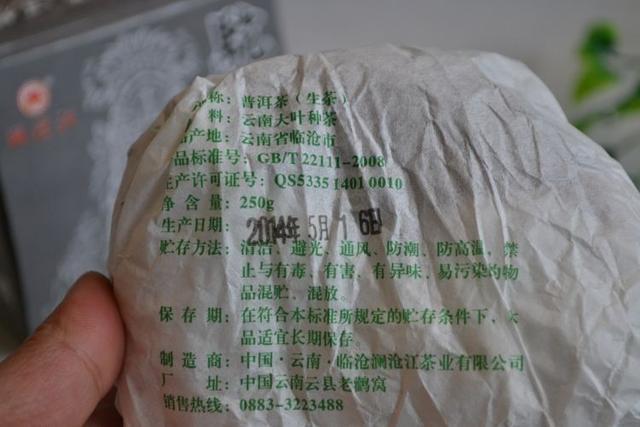 称：普洱茶（生茶）
料：云南大叶种茶
品产地：云南省临沧市
品标准号：GB/T 22111-2008
生产许可证号：QS5335 1401 0010
净 含 量：250g
生产日期：2014年5月16日
贮存方法：清洁、避光、通风、防潮、防高温、禁
止与有毒、有害、有异味、易污染的物
品混贮、混放。
保 存 期：在符合本标准所规定的贮存条件下，本
品适宜长期保存。
制 造 商：中国·云南·临沧澜沧江茶业有限公司
厂 址：中国云南云县老鹳窝
销售热线：0883-3223488